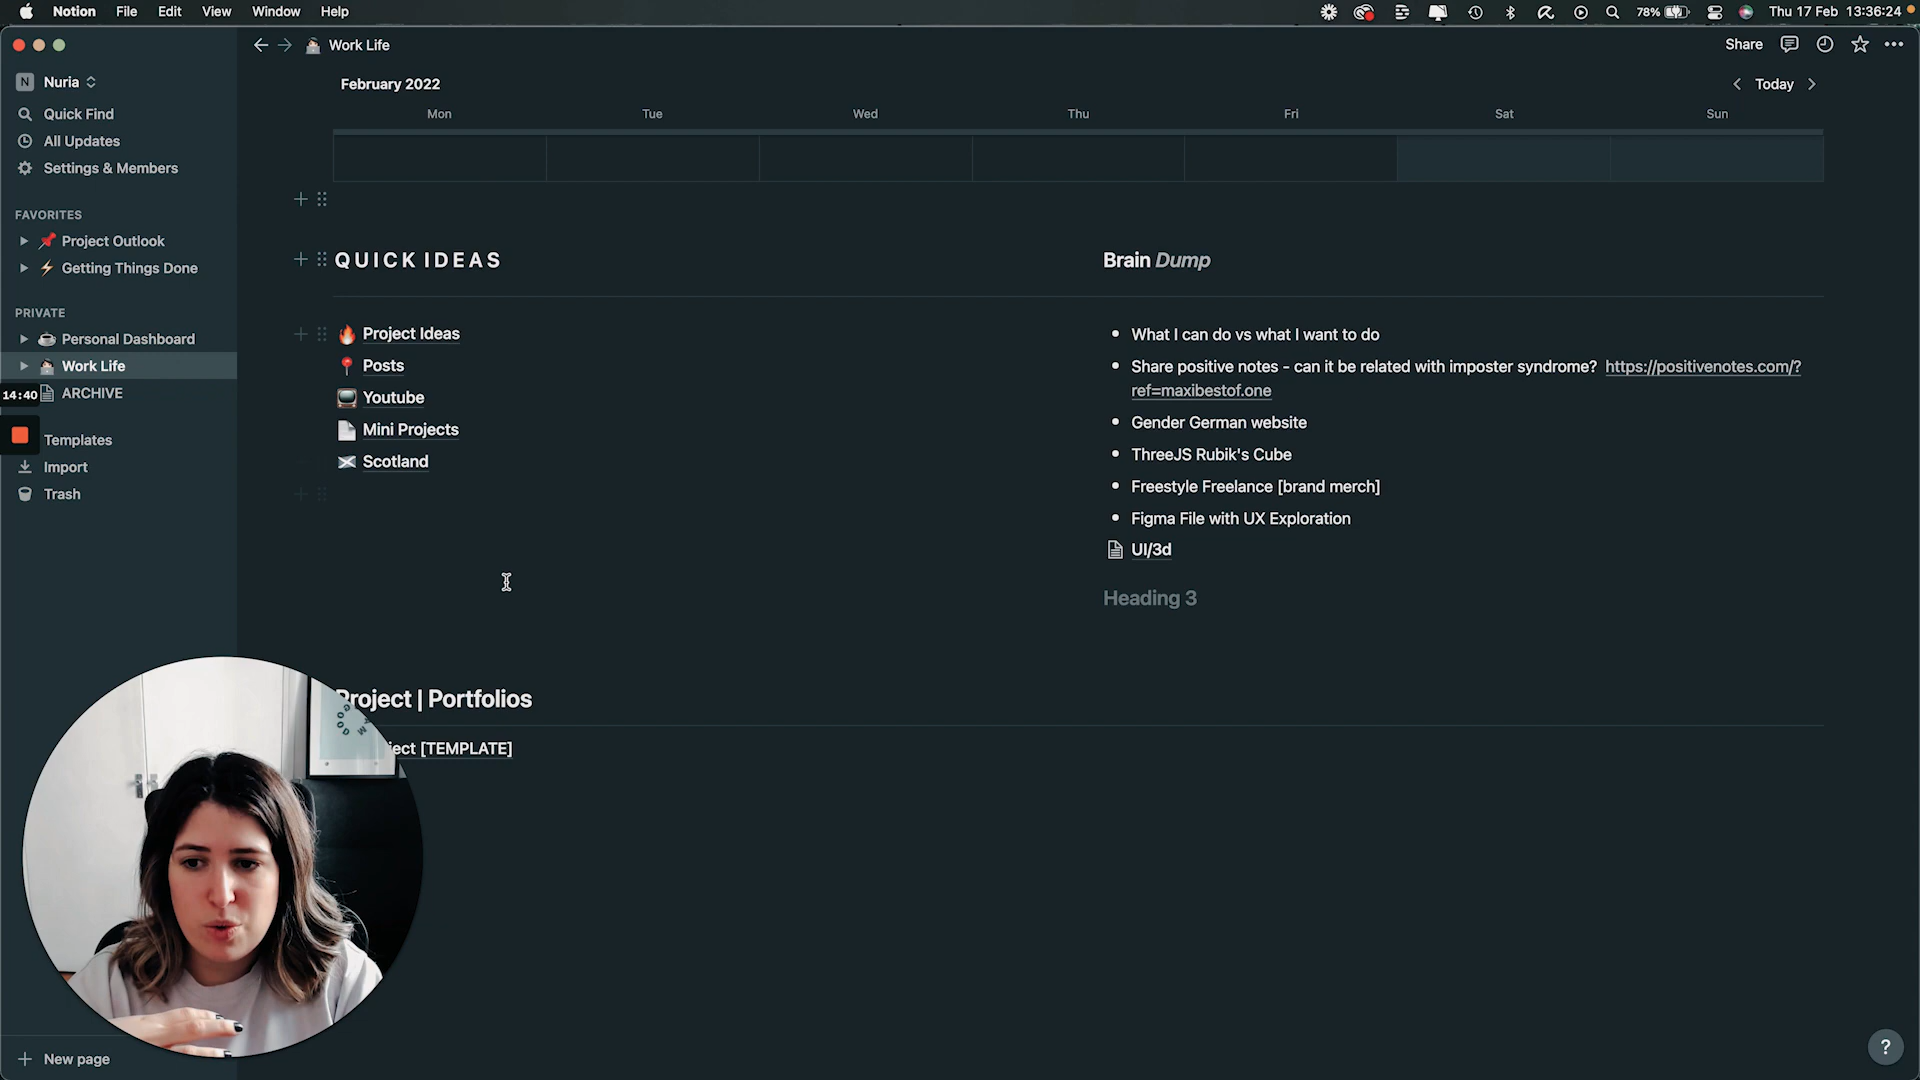 Notion File Edit View Window Help
78% Thu 17 Feb 13:36:24
Work Life
Share
N Nuria
Quick Find
All Updates
Settings & Members
FAVORITES
Project Outlook
Getting Things Done
PRIVATE
Personal Dashboard
Work Life
14:40 ARCHIVE
Templates
Import
Trash
New page
February 2022
Today
Mon Tue Wed Thu Fri Sat Sun
QUICK IDEAS
Project Ideas
Posts
Youtube
Mini Projects
Scotland
Brain Dump
What I can do vs what I want to do
Share positive notes - can it be related with imposter syndrome? https://positivenotes.com/?
ref=maxibestof.one
Gender German website
ThreeJS Rubik's Cube
Freestyle Freelance [brand merch]
Figma File with UX Exploration
UI/3d
Heading 3
Project | Portfolios
ject [TEMPLATE]
?